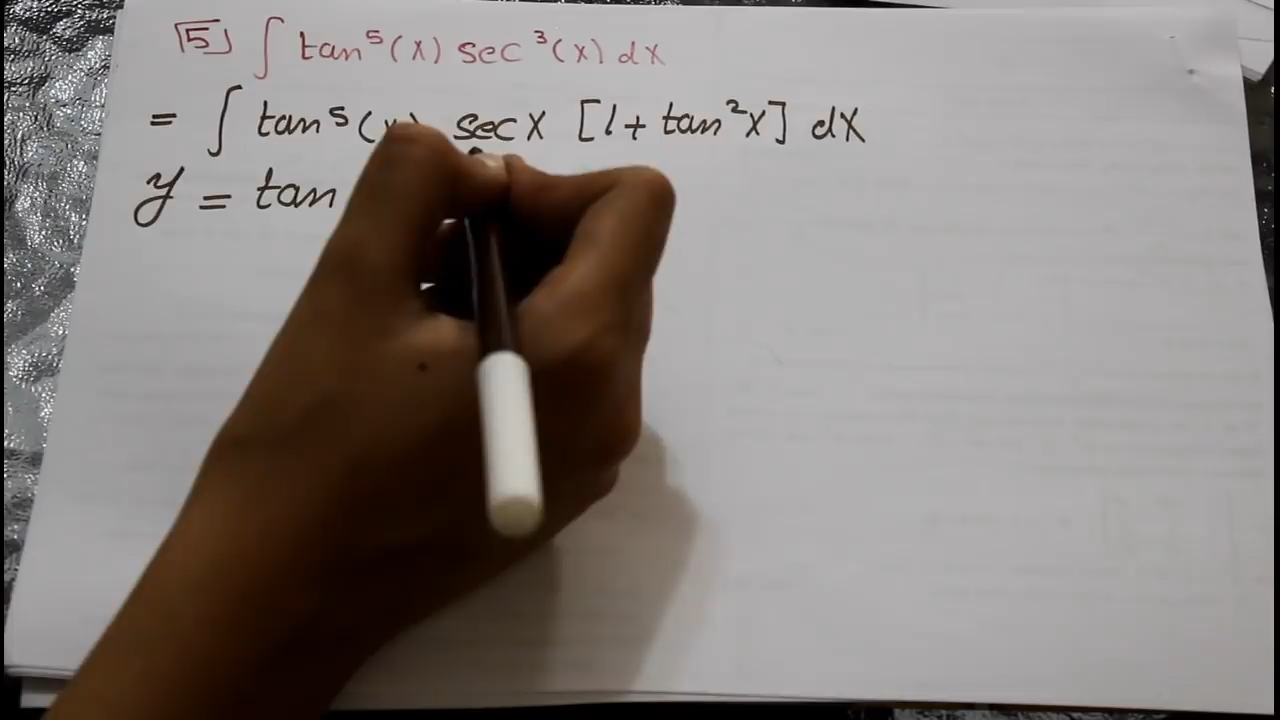 5 ∫ tan⁵(x) sec³(x) dx
= ∫ tan⁵(x) sec x [1 + tan²x] dx
y = tan